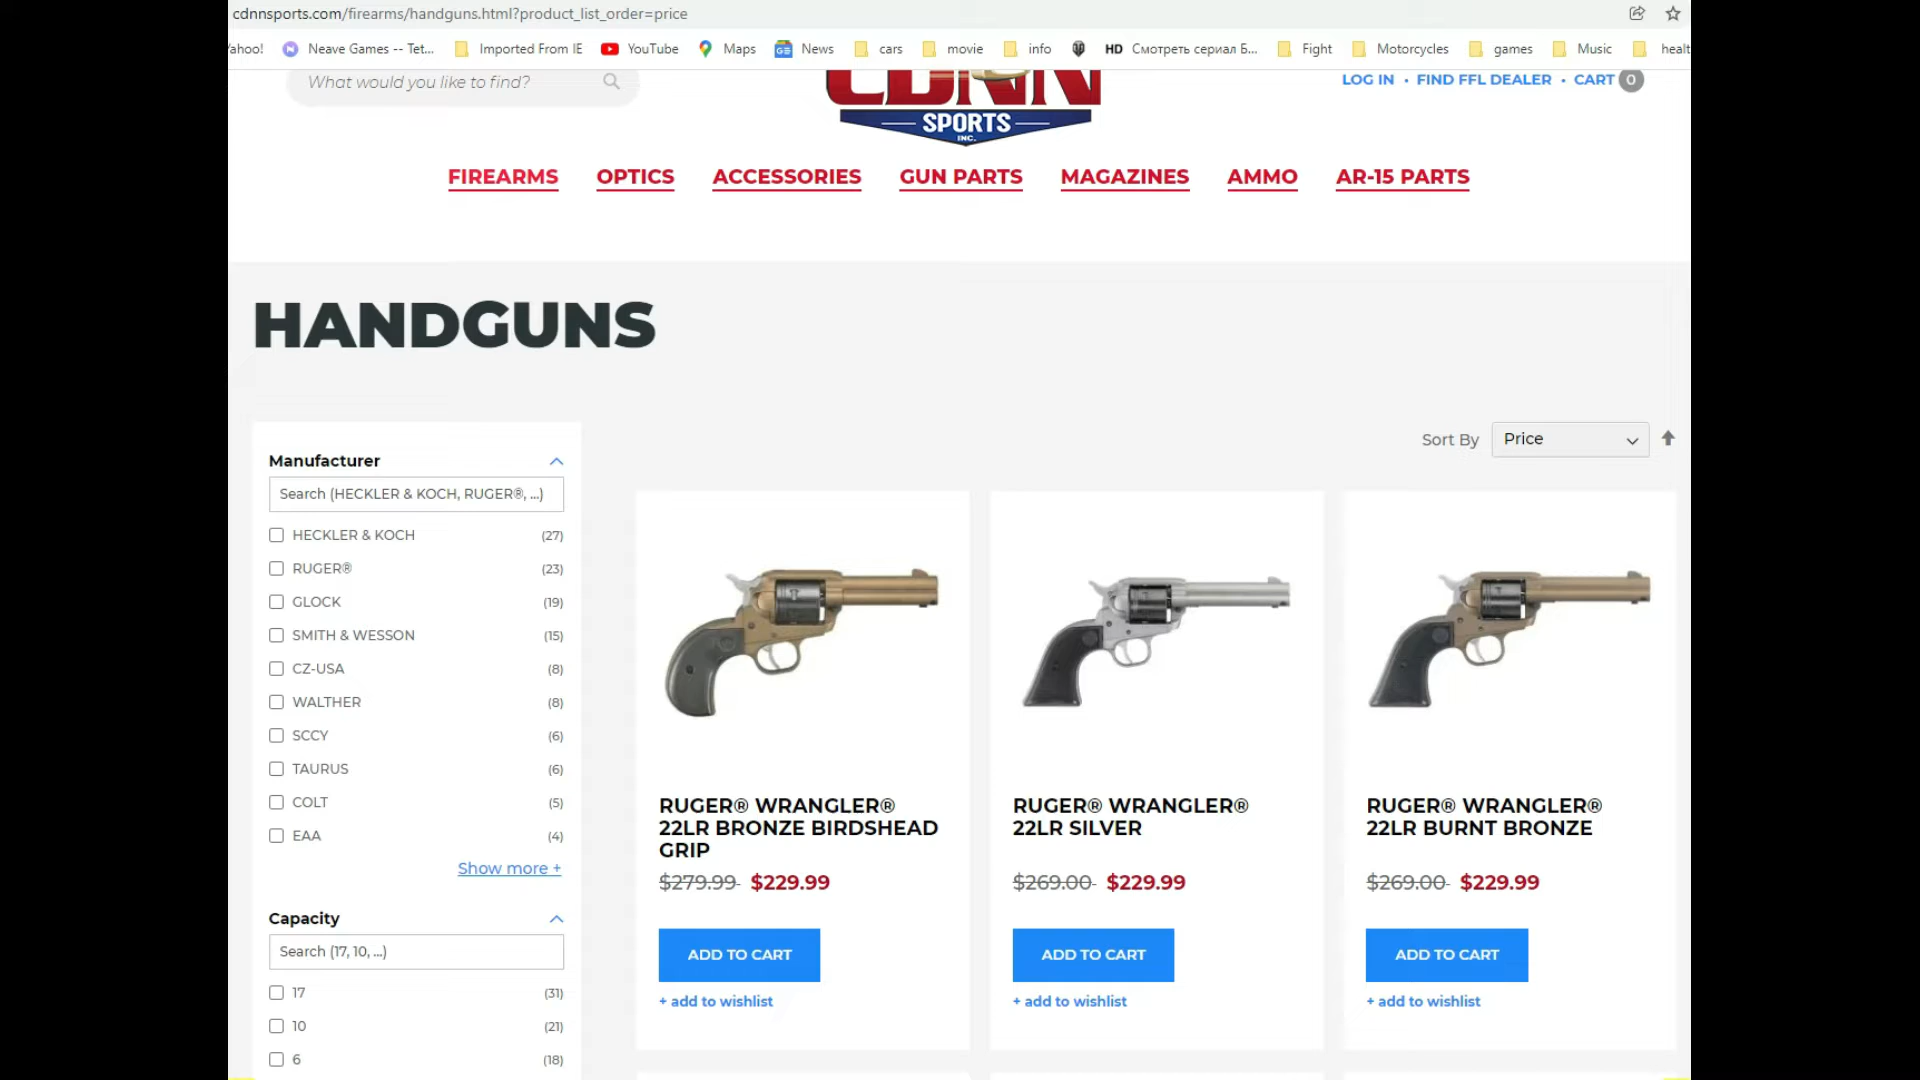 cdnnsports.com/firearms/handguns.html?product_list_order=price
Yahoo! Neave Games -- Tet... Imported From IE YouTube Maps News cars movie info HD Смотреть сериал Б... Fight Motorcycles games Music healt
What would you like to find?
CDNN
SPORTS
INC.
LOG IN • FIND FFL DEALER • CART 0
FIREARMS OPTICS ACCESSORIES GUN PARTS MAGAZINES AMMO AR-15 PARTS
HANDGUNS
Sort By Price
Manufacturer
Search (HECKLER & KOCH, RUGER®, ...)
HECKLER & KOCH (27)
RUGER® (23)
GLOCK (19)
SMITH & WESSON (15)
CZ-USA (8)
WALTHER (8)
SCCY (6)
TAURUS (6)
COLT (5)
EAA (4)
Show more +
Capacity
Search (17, 10, ...)
17 (31)
10 (21)
6 (18)
RUGER® WRANGLER®
22LR BRONZE BIRDSHEAD
GRIP
$279.99 $229.99
ADD TO CART
+ add to wishlist
RUGER® WRANGLER®
22LR SILVER
$269.00 $229.99
ADD TO CART
+ add to wishlist
RUGER® WRANGLER®
22LR BURNT BRONZE
$269.00 $229.99
ADD TO CART
+ add to wishlist